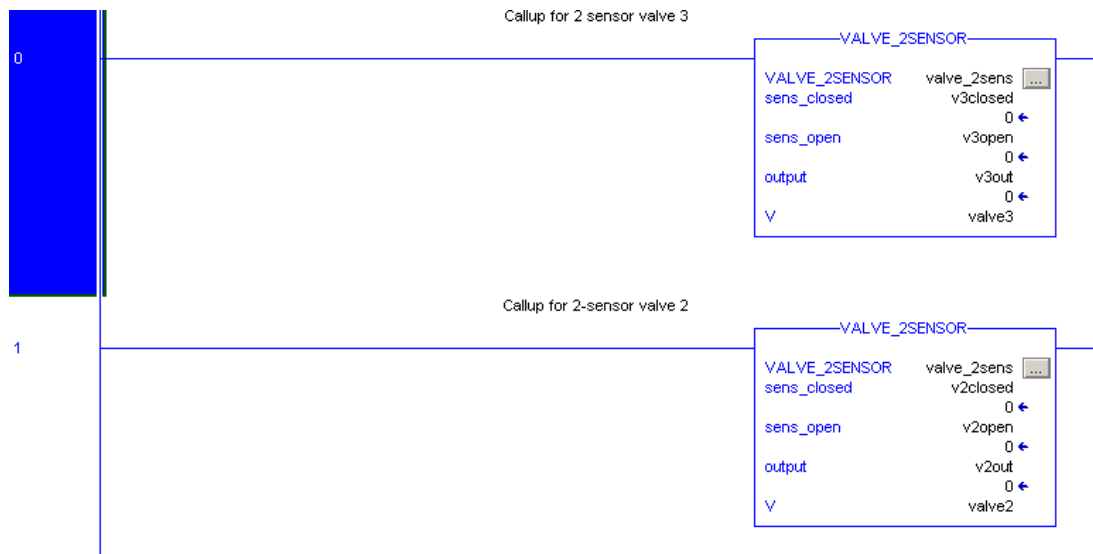 Callup for 2 sensor valve 3
0
VALVE_2SENSOR
VALVE_2SENSOR valve_2sens ...
sens_closed v3closed
0
sens_open v3open
0
output v3out
0
V valve3
Callup for 2-sensor valve 2
1
VALVE_2SENSOR
VALVE_2SENSOR valve_2sens ...
sens_closed v2closed
0
sens_open v2open
0
output v2out
0
V valve2